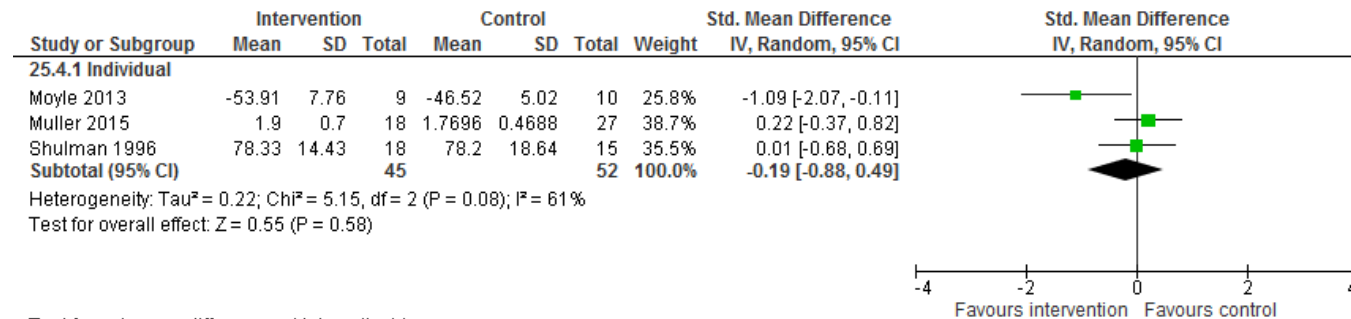 Intervention Control Std. Mean Difference Std. Mean Difference
Study or Subgroup Mean SD Total Mean SD Total Weight IV, Random, 95% CI IV, Random, 95% CI
25.4.1 Individual
Moyle 2013 -53.91 7.76 9 -46.52 5.02 10 25.8% -1.09 [-2.07, -0.11]
Muller 2015 1.9 0.7 18 1.7696 0.4688 27 38.7% 0.22 [-0.37, 0.82]
Shulman 1996 78.33 14.43 18 78.2 18.64 15 35.5% 0.01 [-0.68, 0.69]
Subtotal (95% CI) 45 52 100.0% -0.19 [-0.88, 0.49]
Heterogeneity: Tau² = 0.22; Chi² = 5.15, df = 2 (P = 0.08); I² = 61%
Test for overall effect: Z = 0.55 (P = 0.58)
-4 -2 0 2 4
Favours intervention Favours control